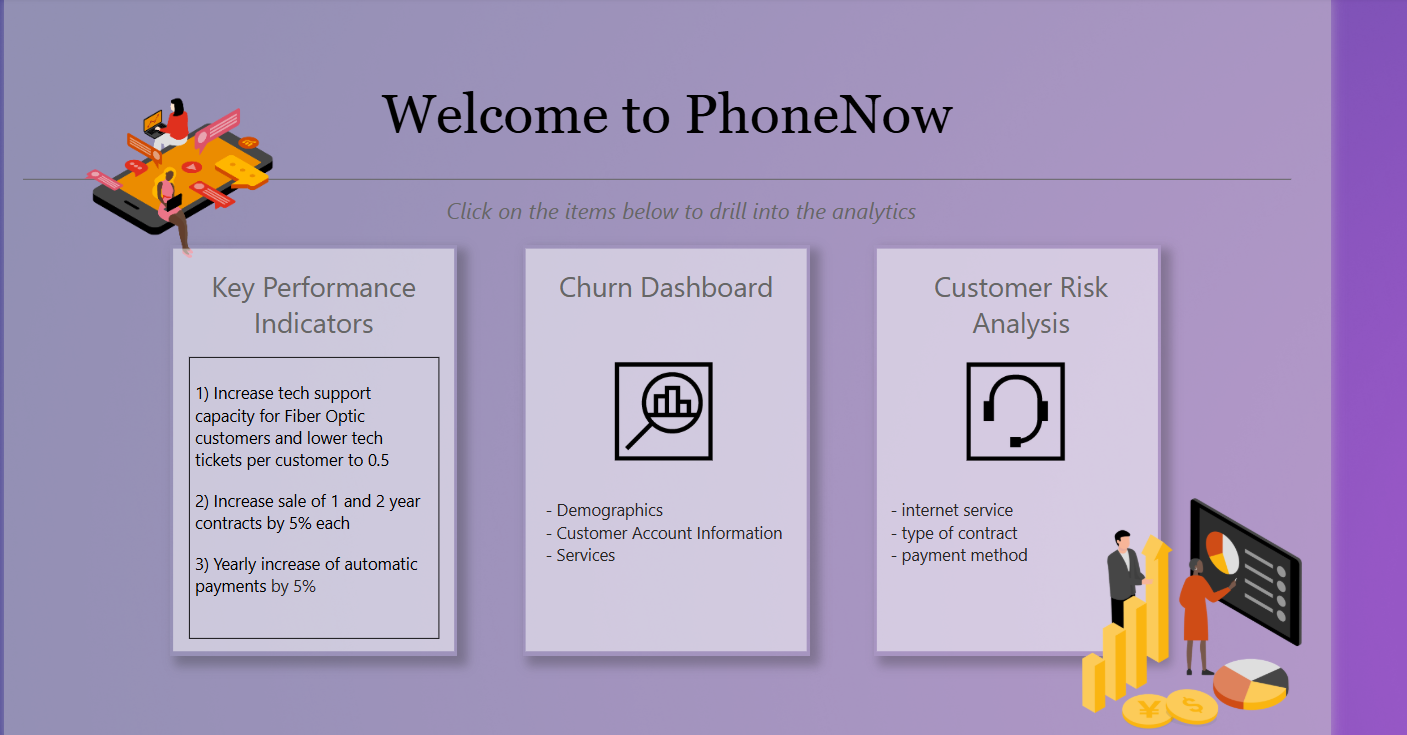 Welcome to PhoneNow
Click on the items below to drill into the analytics
Key Performance
Indicators
1) Increase tech support
capacity for Fiber Optic
customers and lower tech
tickets per customer to 0.5
2) Increase sale of 1 and 2 year
contracts by 5% each
3) Yearly increase of automatic
payments by 5%
Churn Dashboard
- Demographics
- Customer Account Information
- Services
Customer Risk
Analysis
- internet service
- type of contract
- payment method
¥
$